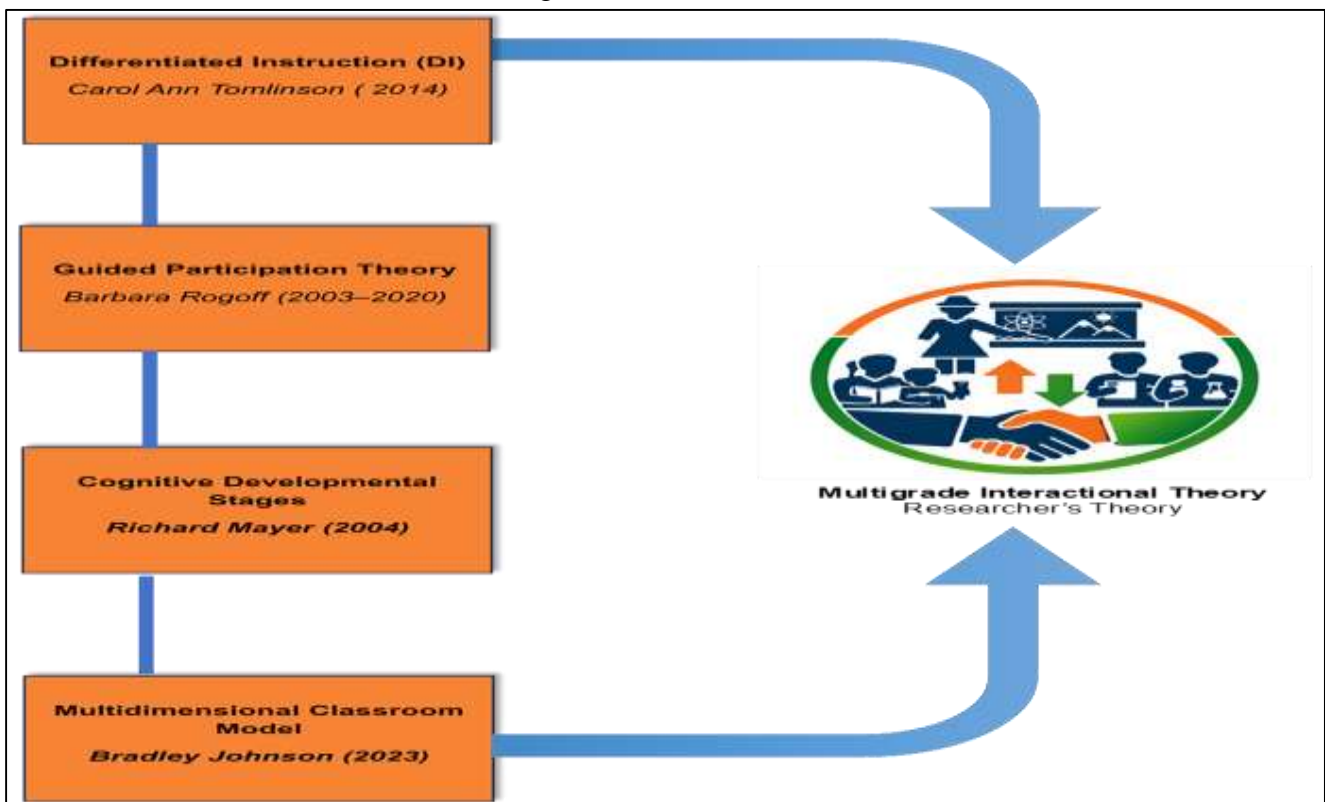 Differentiated Instruction (DI)
Carol Ann Tomlinson ( 2014)
Guided Participation Theory
Barbara Rogoff (2003–2020)
Cognitive Developmental
Stages
Richard Mayer (2004)
Multidimensional Classroom
Model
Bradley Johnson (2023)
Multigrade Interactional Theory
Researcher's Theory